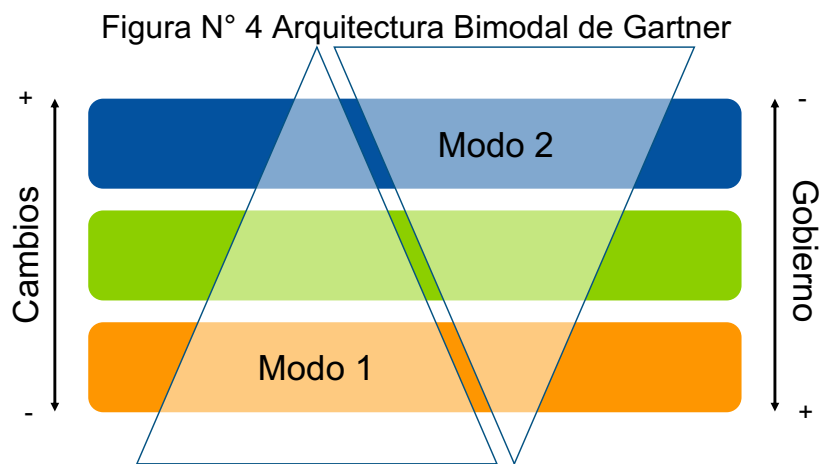 Figura N° 4 Arquitectura Bimodal de Gartner
+
-
Modo 2
Cambios
Gobierno
Modo 1
-
+